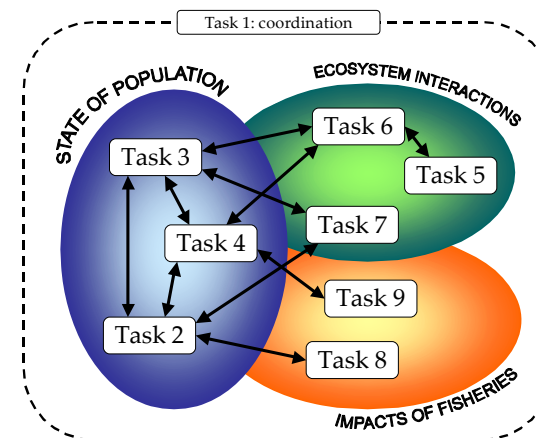 Task 1: coordination
STATE OF POPULATION
ECOSYSTEM INTERACTIONS
Task 6
Task 3
Task 5
Task 7
Task 4
Task 9
Task 2
Task 8
IMPACTS OF FISHERIES